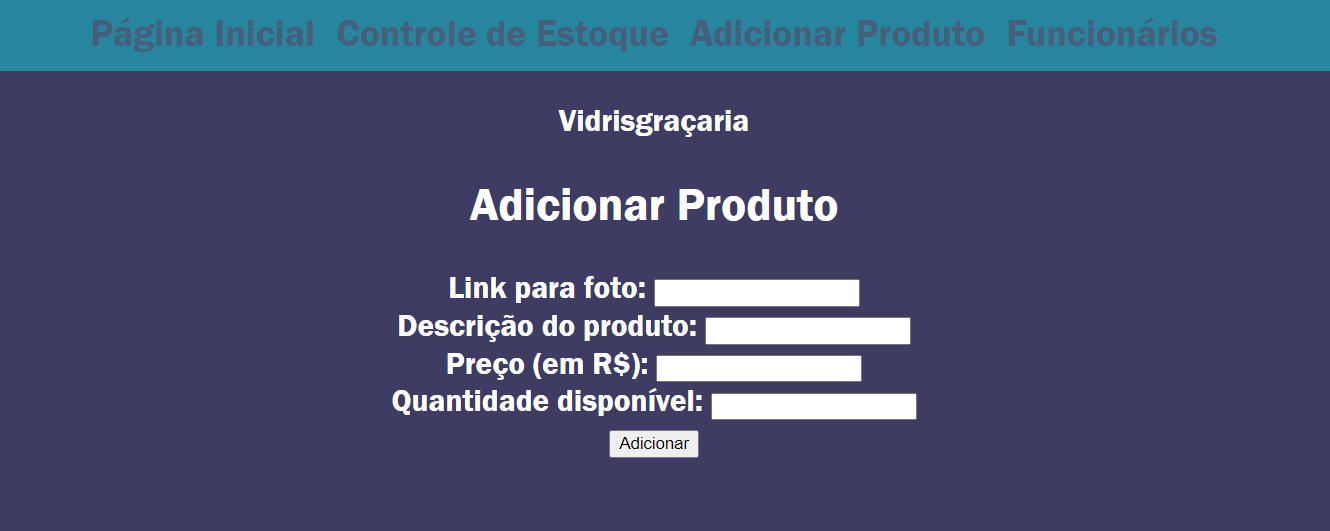 Página Inicial Controle de Estoque Adicionar Produto Funcionários
Vidrisgraçaria
Adicionar Produto
Link para foto:
Descrição do produto:
Preço (em R$):
Quantidade disponível:
Adicionar